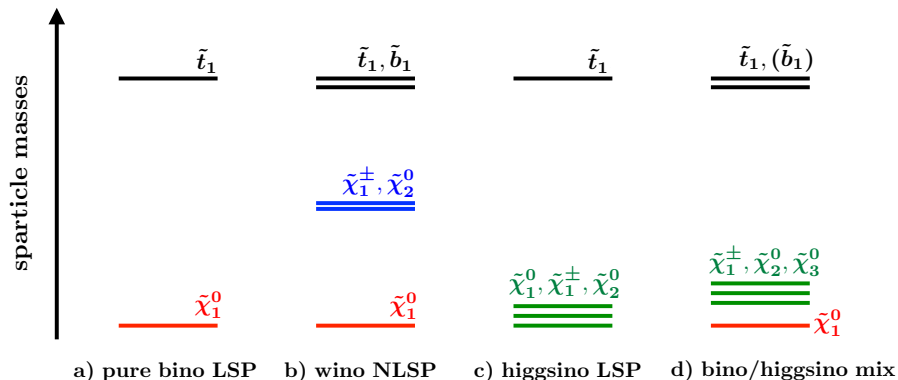 sparticle masses
t̃₁
t̃₁, b̃₁
t̃₁
t̃₁, (b̃₁)
χ̃₁±, χ̃₂⁰
χ̃₁⁰, χ̃₁±, χ̃₂⁰
χ̃₁±, χ̃₂⁰, χ̃₃⁰
χ̃₁⁰
χ̃₁⁰
χ̃₁⁰
a) pure bino LSP
b) wino NLSP
c) higgsino LSP
d) bino/higgsino mix